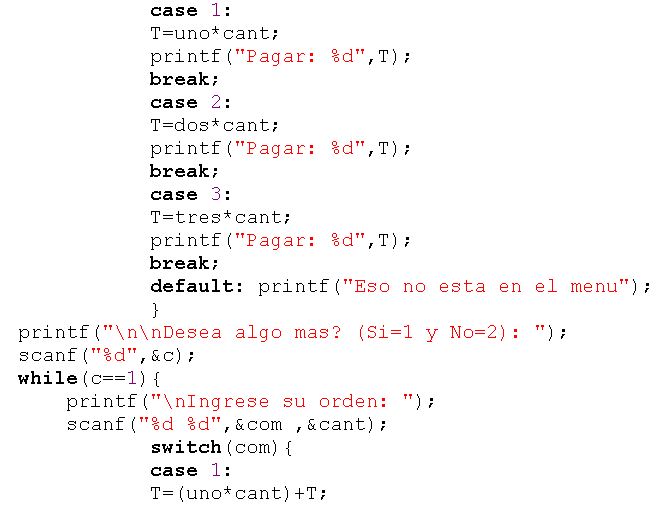 case 1:
T=uno*cant;
printf("Pagar: %d",T);
break;
case 2:
T=dos*cant;
printf("Pagar: %d",T);
break;
case 3:
T=tres*cant;
printf("Pagar: %d",T);
break;
default: printf("Eso no esta en el menu");
}
printf("\n\nDesea algo mas? (Si=1 y No=2): ");
scanf("%d",&c);
while(c==1){
printf("\nIngrese su orden: ");
scanf("%d %d",&com ,&cant);
switch(com){
case 1:
T=(uno*cant)+T;